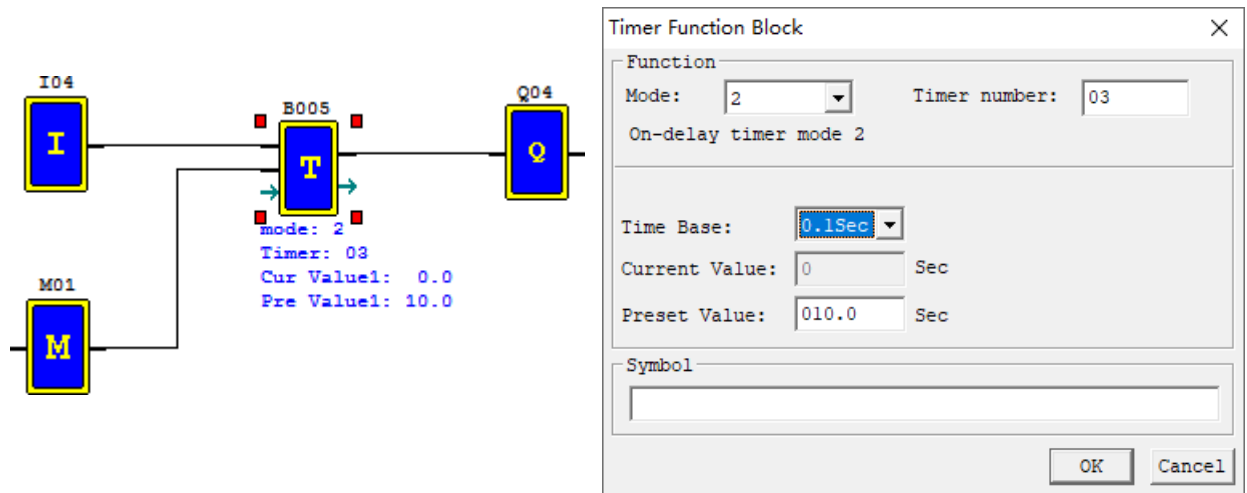 I04
I
B005
T
Q04
Q
mode: 2
Timer: 03
Cur Value1: 0.0
Pre Value1: 10.0
M01
M
Timer Function Block
Function
Mode: 2 Timer number: 03
On-delay timer mode 2
Time Base: 0.1Sec
Current Value: 0 Sec
Preset Value: 010.0 Sec
Symbol
OK Cancel